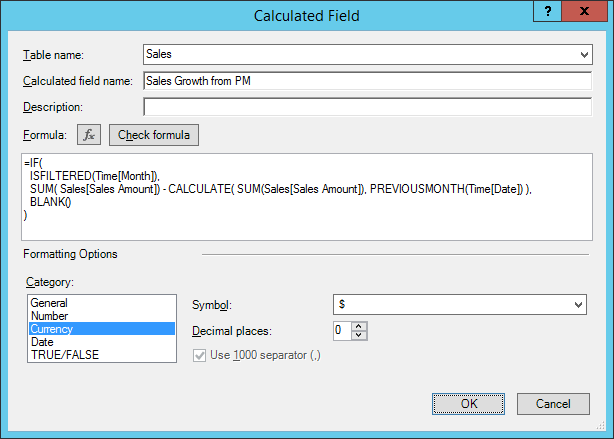 Calculated Field
?
Table name: Sales
Calculated field name: Sales Growth from PM
Description:
Formula: fx Check formula
=IF(
ISFILTERED(Time[Month]),
SUM( Sales[Sales Amount]) - CALCULATE( SUM(Sales[Sales Amount]), PREVIOUSMONTH(Time[Date]) ),
BLANK()
)
Formatting Options
Category:
General
Number
Currency
Date
TRUE/FALSE
Symbol: $
Decimal places: 0
Use 1000 separator (,)
OK Cancel